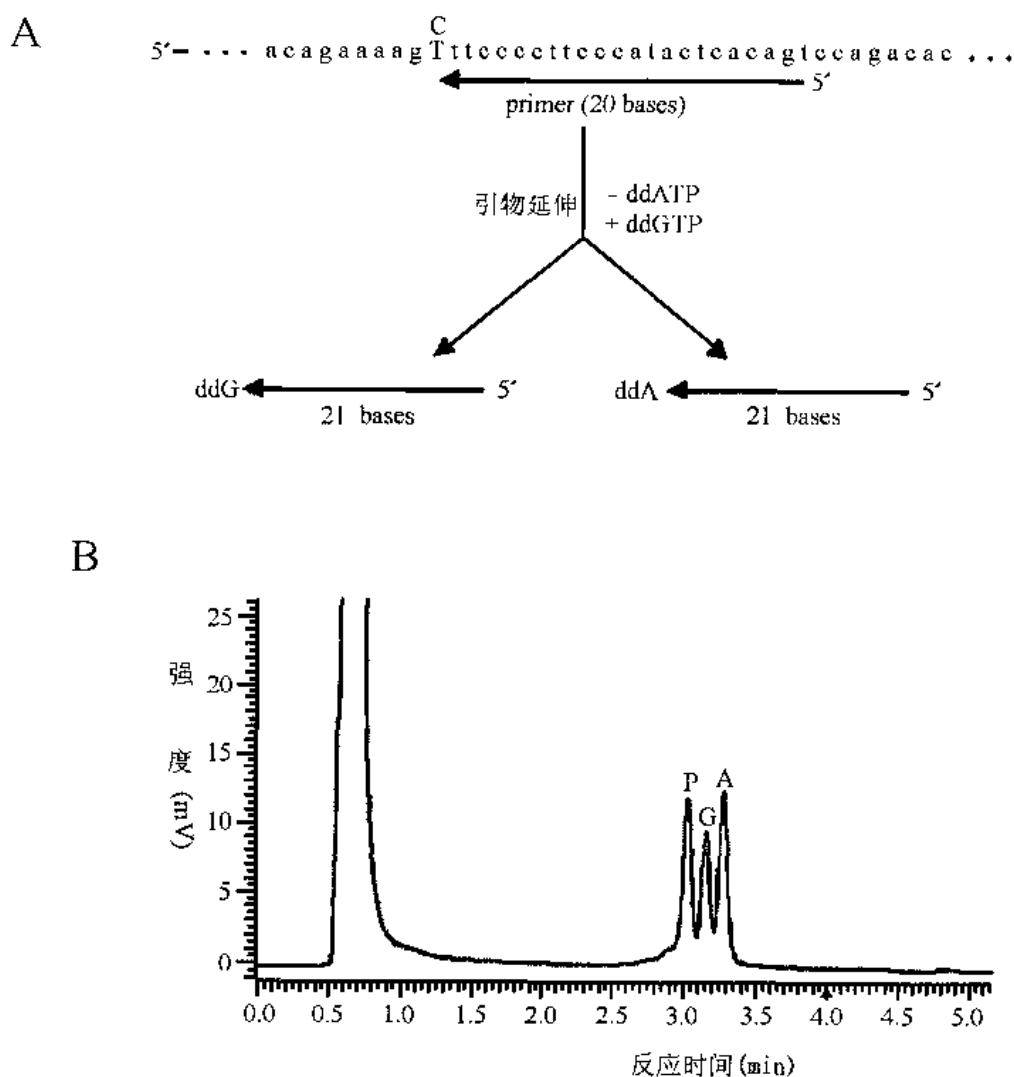 A
C
5′– ... acagaaaagTttccccttcccatactcacagtccagacac ...
5′
primer (20 bases)
引物延伸
- ddATP
+ ddGTP
ddG
5′
21 bases
ddA
5′
21 bases
B
强度 (mV)
25
20
15
10
5
0
P
G
A
0.0 0.5 1.0 1.5 2.0 2.5 3.0 3.5 4.0 4.5 5.0
反应时间(min)